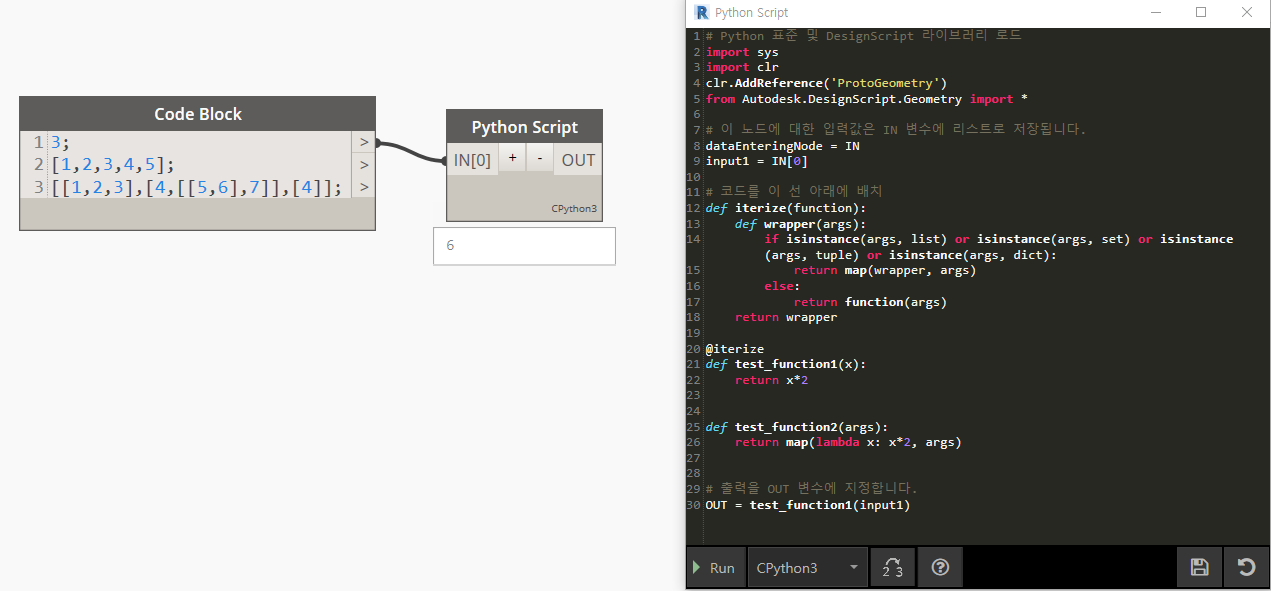 Code Block
1 3; >
2 [1,2,3,4,5]; >
3 [[1,2,3],[4,[[5,6],7]],[4]]; >
Python Script
IN[0] + - OUT
CPython3
6
R Python Script
1 # Python 표준 및 DesignScript 라이브러리 로드
2 import sys
3 import clr
4 clr.AddReference('ProtoGeometry')
5 from Autodesk.DesignScript.Geometry import *
6
7 # 이 노드에 대한 입력값은 IN 변수에 리스트로 저장됩니다.
8 dataEnteringNode = IN
9 input1 = IN[0]
10
11 # 코드를 이 선 아래에 배치
12 def iterize(function):
13     def wrapper(args):
14         if isinstance(args, list) or isinstance(args, set) or isinstance
(args, tuple) or isinstance(args, dict):
15             return map(wrapper, args)
16         else:
17             return function(args)
18     return wrapper
19
20 @iterize
21 def test_function1(x):
22     return x*2
23
24
25 def test_function2(args):
26     return map(lambda x: x*2, args)
27
28
29 # 출력을 OUT 변수에 지정합니다.
30 OUT = test_function1(input1)
Run CPython3 2 3 ?